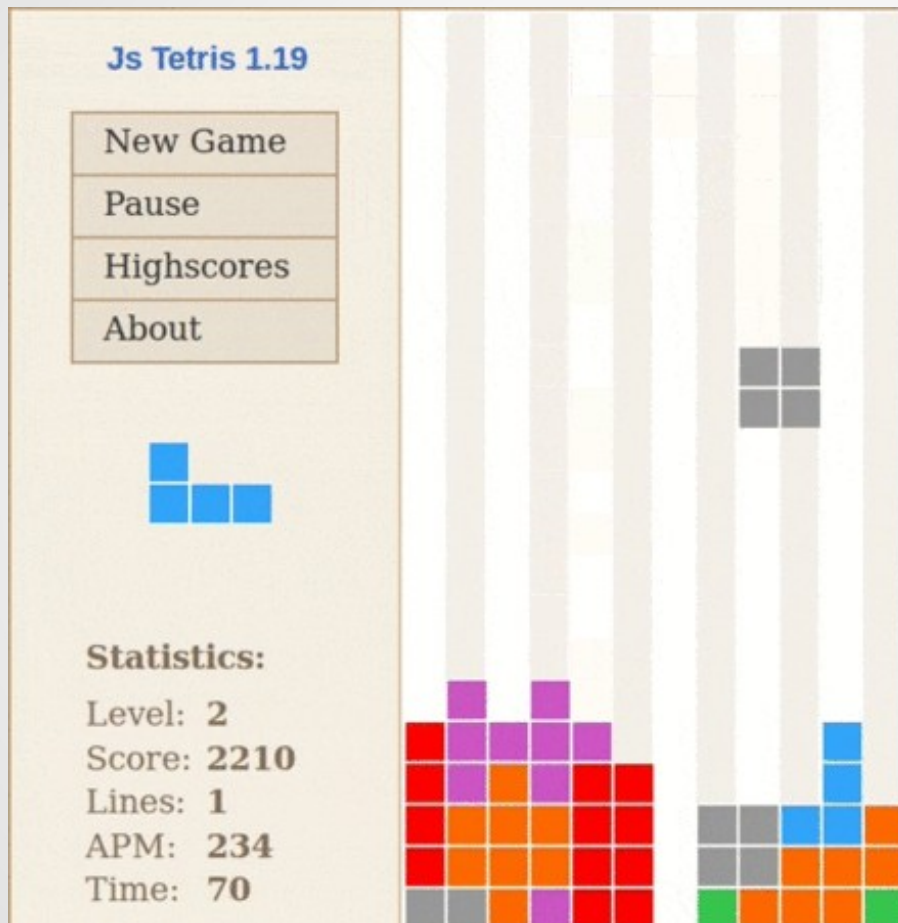 Js Tetris 1.19
New Game
Pause
Highscores
About
Statistics:
Level: 2
Score: 2210
Lines: 1
APM: 234
Time: 70